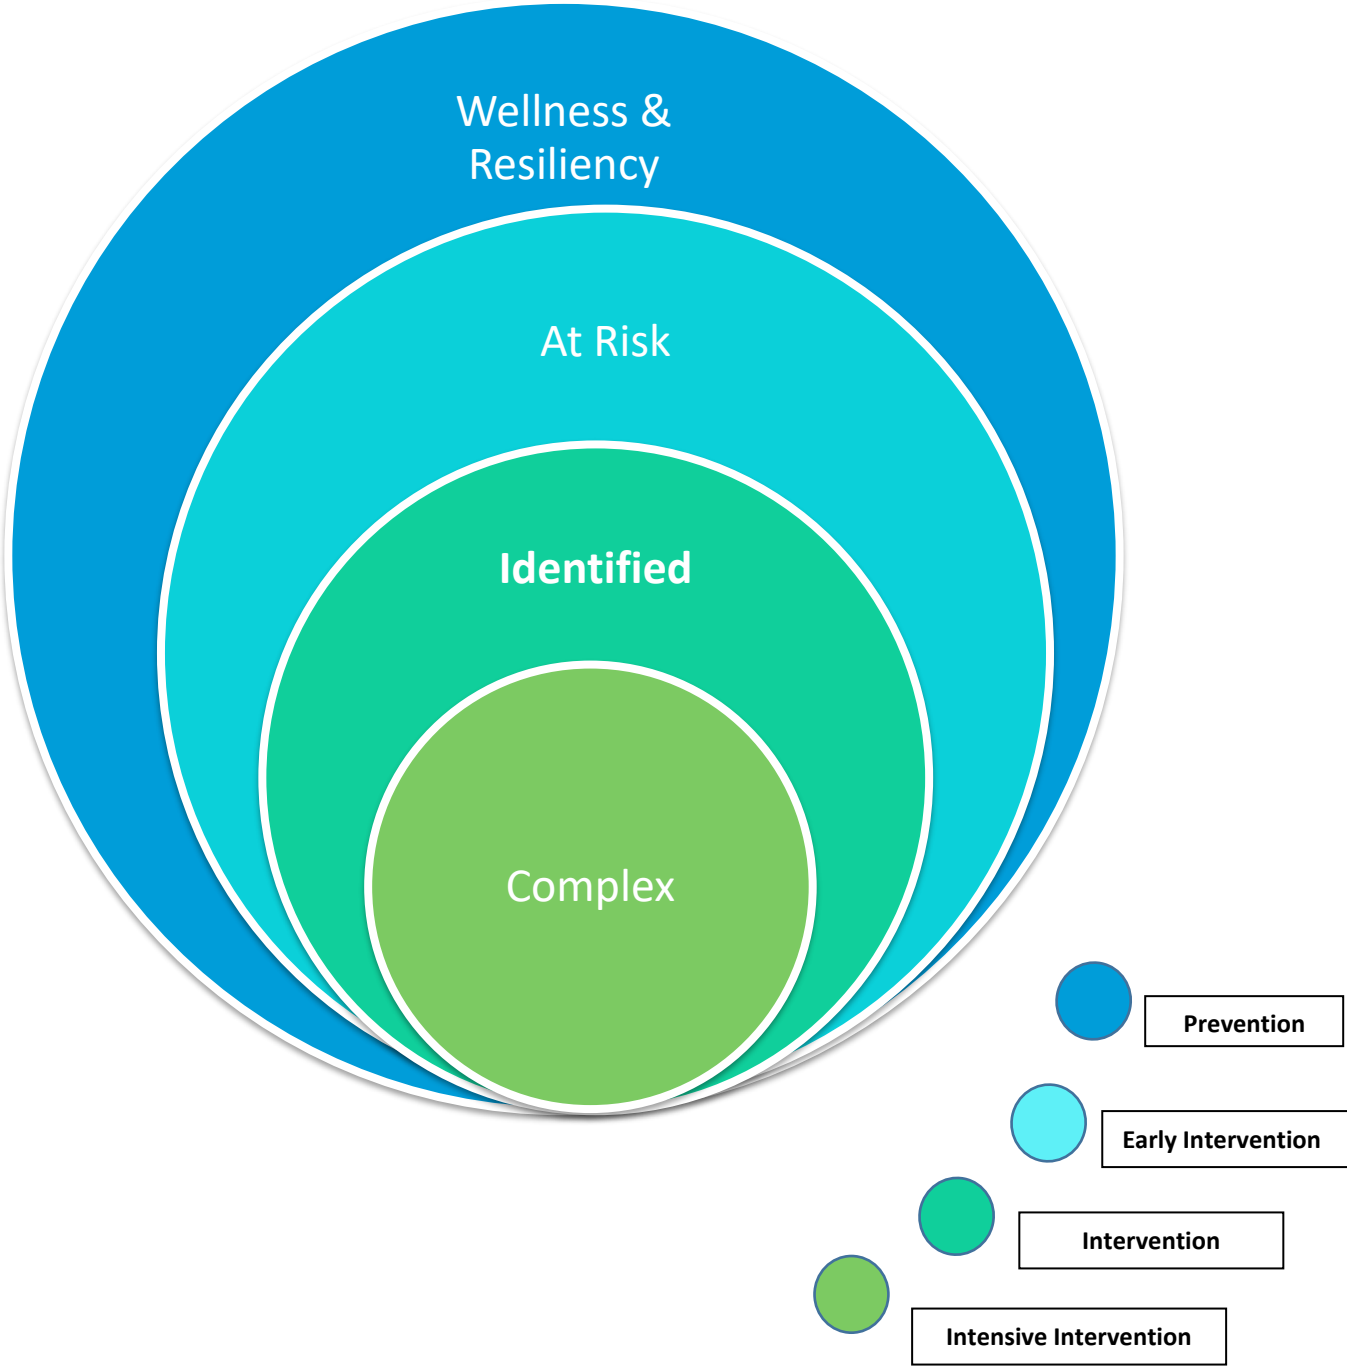 Wellness &
Resiliency
At Risk
Identified
Complex
Prevention
Early Intervention
Intervention
Intensive Intervention